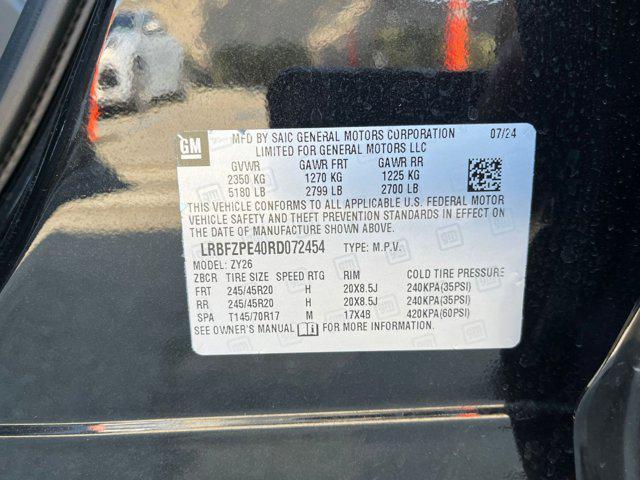 GM
MFD BY SAIC GENERAL MOTORS CORPORATION 07/24
LIMITED FOR GENERAL MOTORS LLC
GVWR GAWR FRT GAWR RR
2350 KG 1270 KG 1225 KG
5180 LB 2799 LB 2700 LB
THIS VEHICLE CONFORMS TO ALL APPLICABLE U.S. FEDERAL MOTOR
VEHICLE SAFETY AND THEFT PREVENTION STANDARDS IN EFFECT ON
THE DATE OF MANUFACTURE SHOWN ABOVE.
LRBFZPE40RD072454 TYPE: M.P.V.
MODEL: ZY26
ZBCR TIRE SIZE SPEED RTG RIM COLD TIRE PRESSURE
FRT 245/45R20 H 20X8.5J 240KPA(35PSI)
RR 245/45R20 H 20X8.5J 240KPA(35PSI)
SPA T145/70R17 M 17X4B 420KPA(60PSI)
SEE OWNER'S MANUAL FOR MORE INFORMATION.